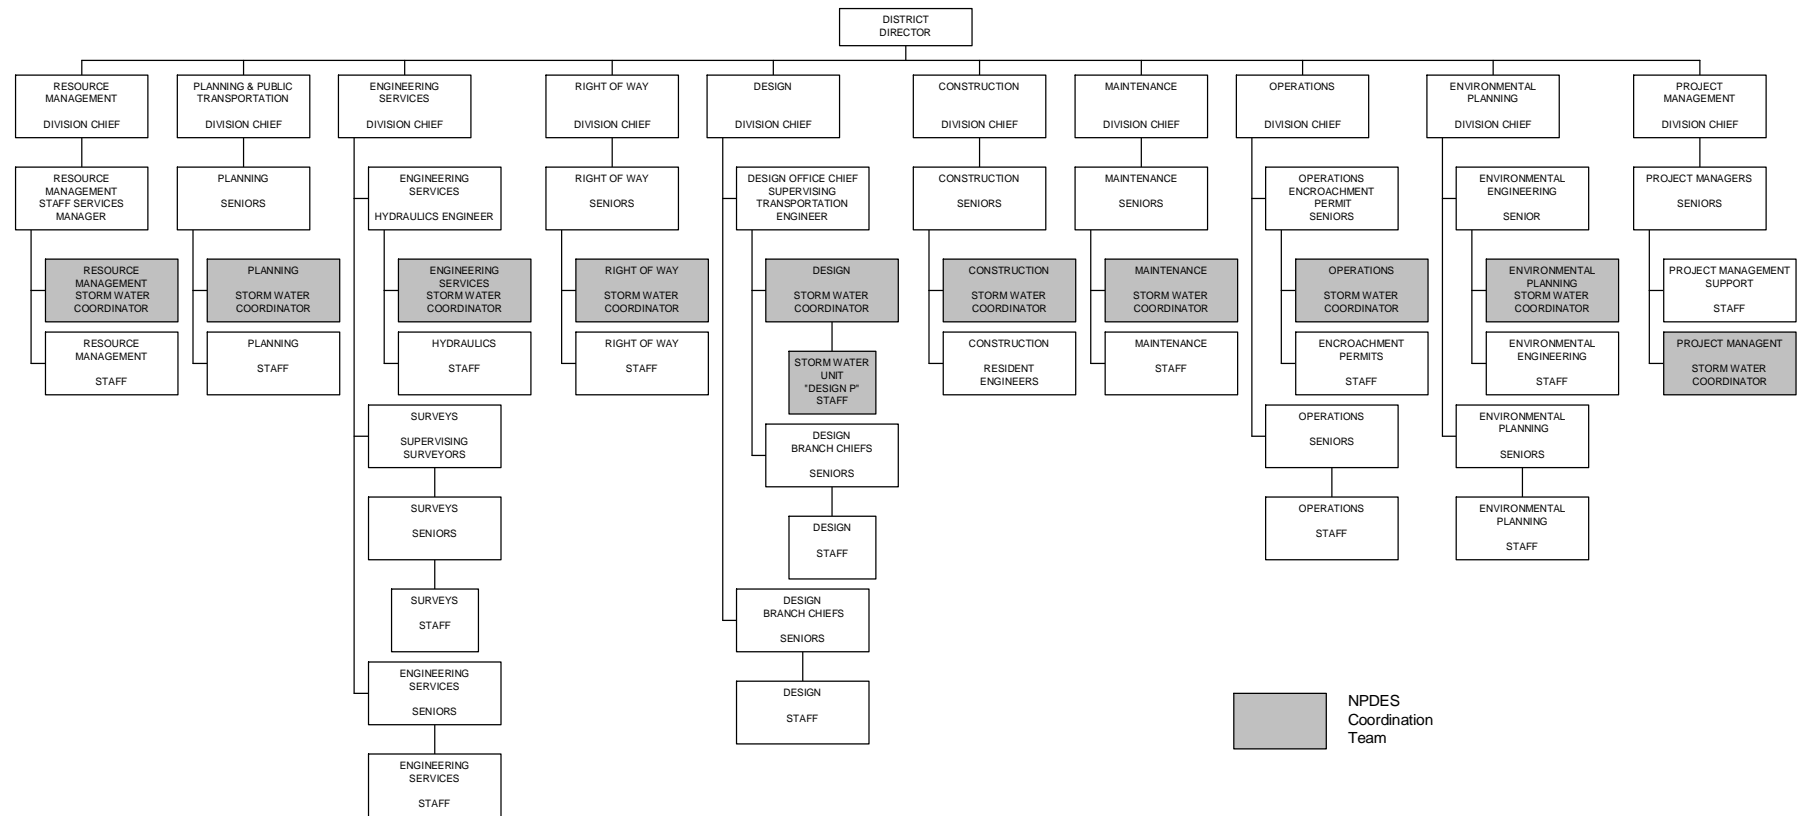 DISTRICT
DIRECTOR
RESOURCE
MANAGEMENT
DIVISION CHIEF
PLANNING & PUBLIC
TRANSPORTATION
DIVISION CHIEF
ENGINEERING
SERVICES
DIVISION CHIEF
RIGHT OF WAY
DIVISION CHIEF
DESIGN
DIVISION CHIEF
CONSTRUCTION
DIVISION CHIEF
MAINTENANCE
DIVISION CHIEF
OPERATIONS
DIVISION CHIEF
ENVIRONMENTAL
PLANNING
DIVISION CHIEF
PROJECT
MANAGEMENT
DIVISION CHIEF
RESOURCE
MANAGEMENT
STAFF SERVICES
MANAGER
PLANNING
SENIORS
ENGINEERING
SERVICES
HYDRAULICS ENGINEER
RIGHT OF WAY
SENIORS
DESIGN OFFICE CHIEF
SUPERVISING
TRANSPORTATION
ENGINEER
CONSTRUCTION
SENIORS
MAINTENANCE
SENIORS
OPERATIONS
ENCROACHMENT
PERMIT
SENIORS
ENVIRONMENTAL
ENGINEERING
SENIOR
PROJECT MANAGERS
SENIORS
RESOURCE
MANAGEMENT
STORM WATER
COORDINATOR
PLANNING
STORM WATER
COORDINATOR
ENGINEERING
SERVICES
STORM WATER
COORDINATOR
RIGHT OF WAY
STORM WATER
COORDINATOR
DESIGN
STORM WATER
COORDINATOR
CONSTRUCTION
STORM WATER
COORDINATOR
MAINTENANCE
STORM WATER
COORDINATOR
OPERATIONS
STORM WATER
COORDINATOR
ENVIRONMENTAL
PLANNING
STORM WATER
COORDINATOR
PROJECT MANAGEMENT
SUPPORT
STAFF
RESOURCE
MANAGEMENT
STAFF
PLANNING
STAFF
HYDRAULICS
STAFF
RIGHT OF WAY
STAFF
STORM WATER
UNIT
"DESIGN P"
STAFF
CONSTRUCTION
RESIDENT
ENGINEERS
MAINTENANCE
STAFF
ENCROACHMENT
PERMITS
STAFF
ENVIRONMENTAL
ENGINEERING
STAFF
PROJECT MANAGENT
STORM WATER
COORDINATOR
SURVEYS
SUPERVISING
SURVEYORS
DESIGN
BRANCH CHIEFS
SENIORS
OPERATIONS
SENIORS
ENVIRONMENTAL
PLANNING
SENIORS
SURVEYS
SENIORS
DESIGN
STAFF
OPERATIONS
STAFF
ENVIRONMENTAL
PLANNING
STAFF
SURVEYS
STAFF
DESIGN
BRANCH CHIEFS
SENIORS
ENGINEERING
SERVICES
SENIORS
DESIGN
STAFF
NPDES
Coordination
Team
ENGINEERING
SERVICES
STAFF